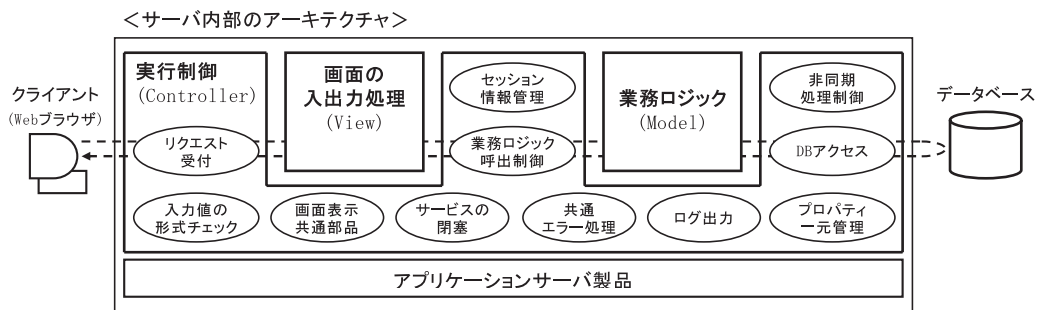 ＜サーバ内部のアーキテクチャ＞
クライアント
(Webブラウザ)
実行制御
(Controller)
リクエスト
受付
画面の
入出力処理
(View)
セッション
情報管理
業務ロジック
呼出制御
業務ロジック
(Model)
非同期
処理制御
DBアクセス
データベース
入力値の
形式チェック
画面表示
共通部品
サービスの
閉塞
共通
エラー処理
ログ出力
プロパティ
一元管理
アプリケーションサーバ製品